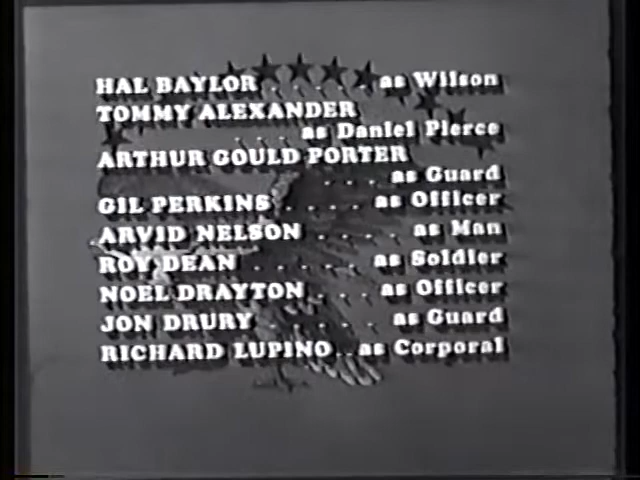 HAL BAYLOR . . . . . as Wilson
TOMMY ALEXANDER
. . . as Daniel Pierce
ARTHUR GOULD PORTER
. . . as Guard
GIL PERKINS . . . . as Officer
ARVID NELSON . . . . as Man
ROY DEAN . . . . . as Soldier
NOEL DRAYTON . . . as Officer
JON DRURY . . . . . as Guard
RICHARD LUPINO . . as Corporal